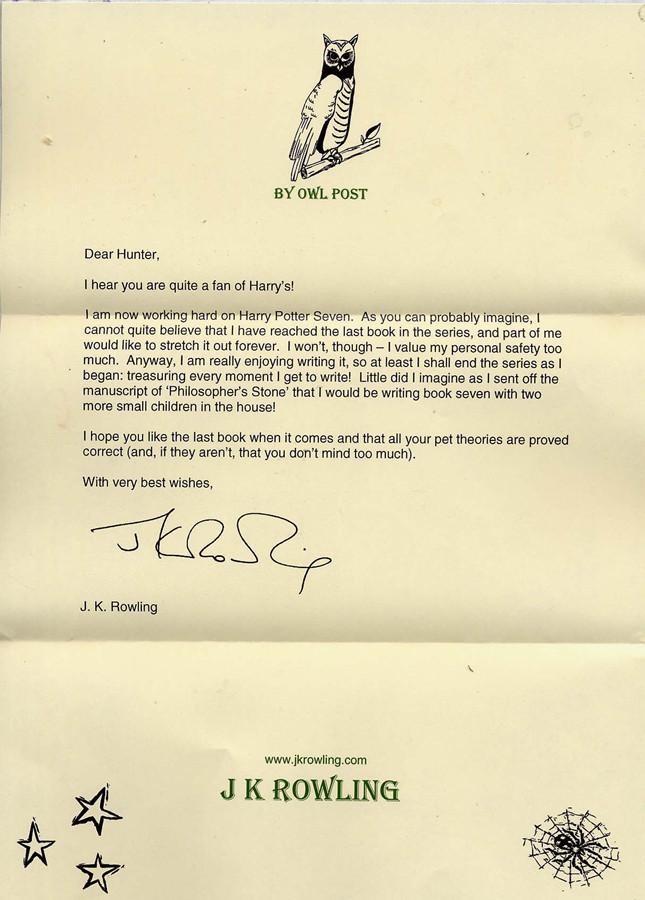 BY OWL POST
Dear Hunter,
I hear you are quite a fan of Harry's!
I am now working hard on Harry Potter Seven.  As you can probably imagine, I
cannot quite believe that I have reached the last book in the series, and part of me
would like to stretch it out forever.  I won't, though – I value my personal safety too
much.  Anyway, I am really enjoying writing it, so at least I shall end the series as I
began: treasuring every moment I get to write!  Little did I imagine as I sent off the
manuscript of 'Philosopher's Stone' that I would be writing book seven with two
more small children in the house!
I hope you like the last book when it comes and that all your pet theories are proved
correct (and, if they aren't, that you don't mind too much).
With very best wishes,
JKRowling
J. K. Rowling
www.jkrowling.com
J K ROWLING